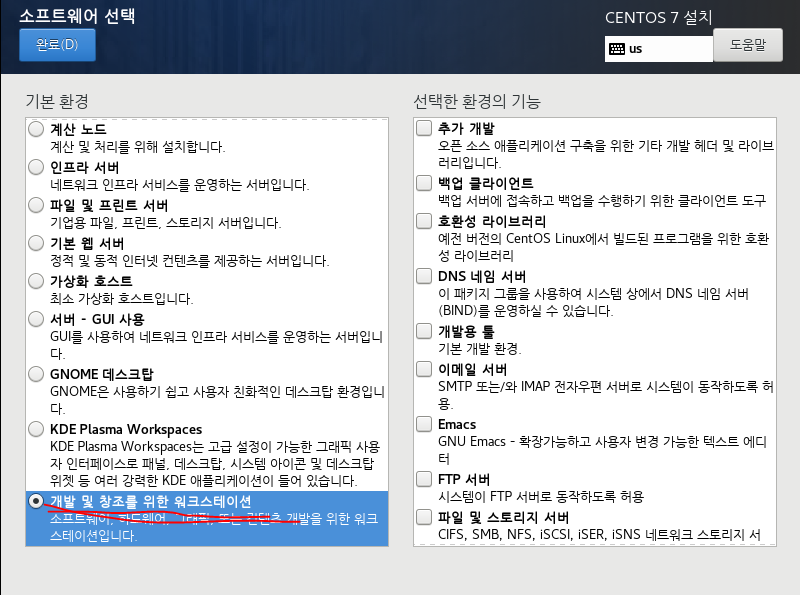 소프트웨어 선택
CENTOS 7 설치
완료(D)
us
도움말
기본 환경
계산 노드
계산 및 처리를 위해 설치합니다.
인프라 서버
네트워크 인프라 서비스를 운영하는 서버입니다.
파일 및 프린트 서버
기업용 파일, 프린트, 스토리지 서버입니다.
기본 웹 서버
정적 및 동적 인터넷 컨텐츠를 제공하는 서버입니다.
가상화 호스트
최소 가상화 호스트입니다.
서버 - GUI 사용
GUI를 사용하여 네트워크 인프라 서비스를 운영하는 서버입니
다.
GNOME 데스크탑
GNOME은 사용하기 쉽고 사용자 친화적인 데스크탑 환경입니
다.
KDE Plasma Workspaces
KDE Plasma Workspaces는 고급 설정이 가능한 그래픽 사용
자 인터페이스로 패널, 데스크탑, 시스템 아이콘 및 데스크탑
위젯 등 여러 강력한 KDE 애플리케이션이 들어 있습니다.
개발 및 창조를 위한 워크스테이션
소프트웨어, 하드웨어, 그래픽, 또는 컨텐츠 개발을 위한 워크
스테이션입니다.
선택한 환경의 기능
추가 개발
오픈 소스 애플리케이션 구축을 위한 기타 개발 헤더 및 라이브
러리입니다.
백업 클라이언트
백업 서버에 접속하고 백업을 수행하기 위한 클라이언트 도구
호환성 라이브러리
예전 버전의 CentOS Linux에서 빌드된 프로그램을 위한 호환
성 라이브러리
DNS 네임 서버
이 패키지 그룹을 사용하여 시스템 상에서 DNS 네임 서버
(BIND)를 운영하실 수 있습니다.
개발용 툴
기본 개발 환경.
이메일 서버
SMTP 또는/와 IMAP 전자우편 서버로 시스템이 동작하도록 허
용.
Emacs
GNU Emacs - 확장가능하고 사용자 변경 가능한 텍스트 에디
터
FTP 서버
시스템이 FTP 서버로 동작하도록 허용
파일 및 스토리지 서버
CIFS, SMB, NFS, iSCSI, iSER, iSNS 네트워크 스토리지 서